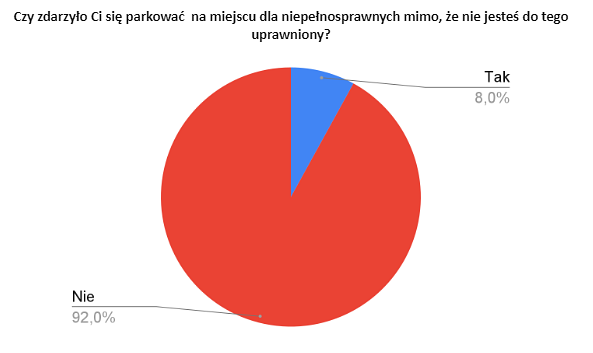 Czy zdarzyło Ci się parkować na miejscu dla niepełnosprawnych mimo, że nie jesteś do tego
uprawniony?
Tak
8,0%
Nie
92,0%